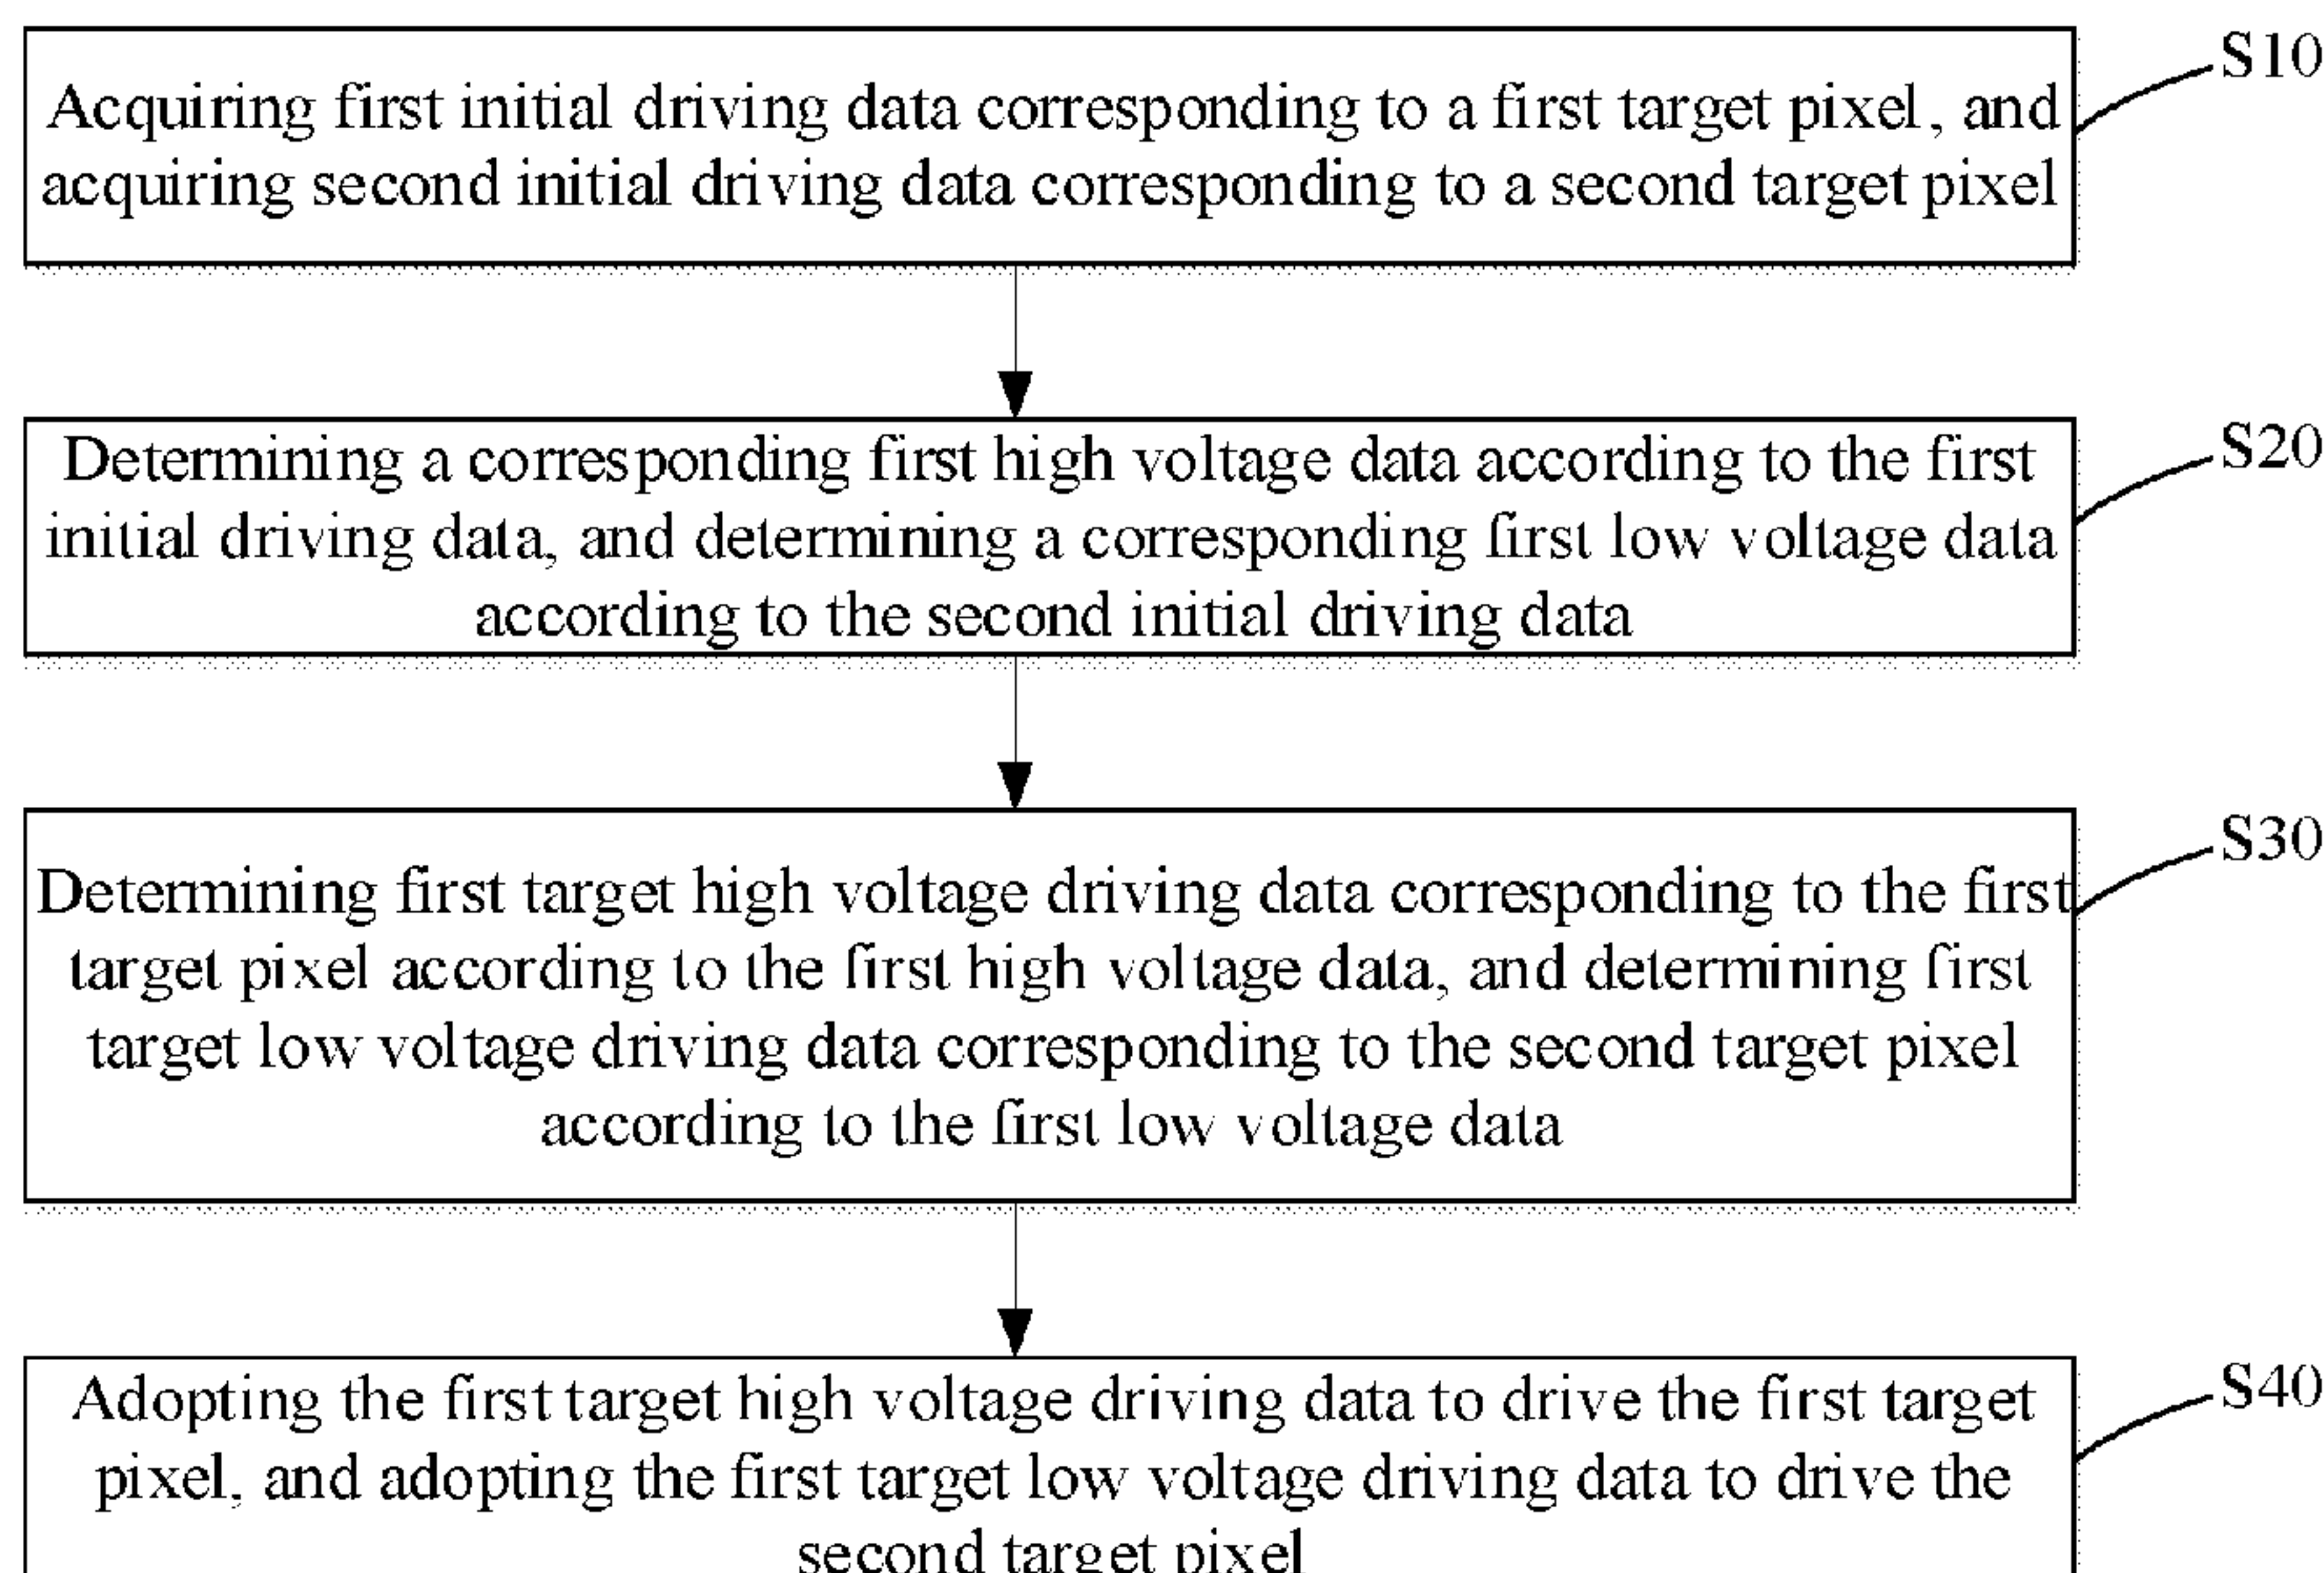 Acquiring first initial driving data corresponding to a first target pixel, and
acquiring second initial driving data corresponding to a second target pixel
S10
Determining a corresponding first high voltage data according to the first
initial driving data, and determining a corresponding first low voltage data
according to the second initial driving data
S20
Determining first target high voltage driving data corresponding to the first
target pixel according to the first high voltage data, and determining first
target low voltage driving data corresponding to the second target pixel
according to the first low voltage data
S30
Adopting the first target high voltage driving data to drive the first target
pixel, and adopting the first target low voltage driving data to drive the
second target pixel
S40